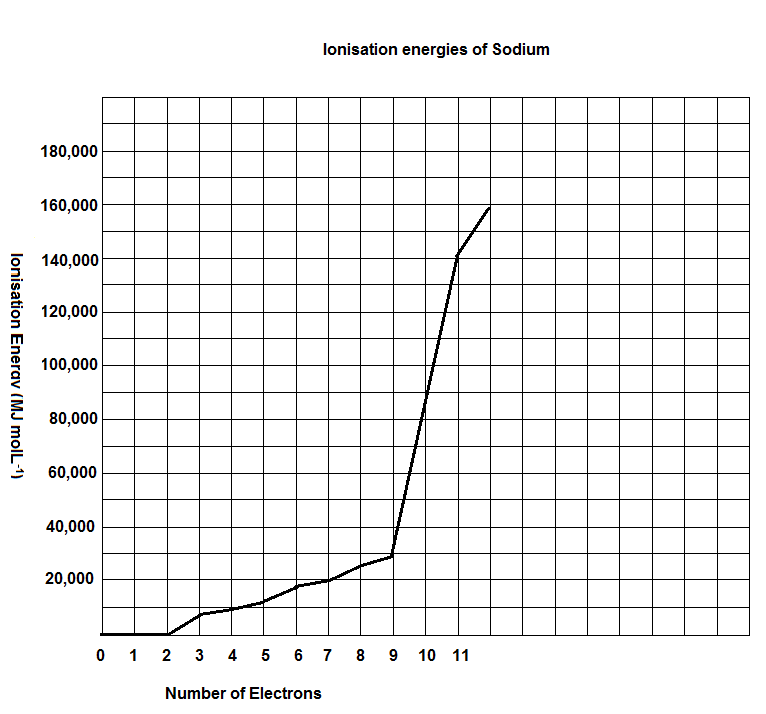 Ionisation energies of Sodium
180,000
160,000
140,000
120,000
100,000
80,000
60,000
40,000
20,000
Ionisation Energy (MJ molL⁻¹)
0 1 2 3 4 5 6 7 8 9 10 11
Number of Electrons